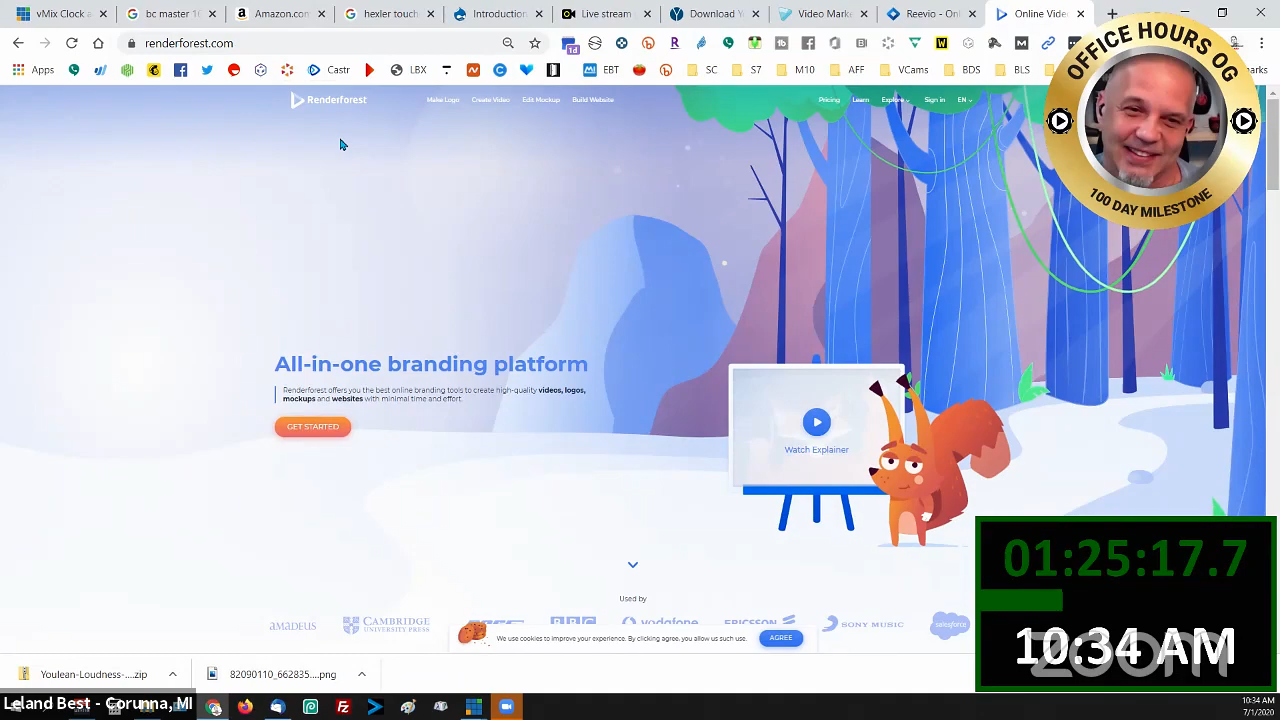 vMix Clock a
bc master 16
Amazon.com
hexler touch
Introduction
Live stream
Download Y
Video Marke
Reevio - Onl
Online Video
renderforest.com
Apps
Castr
LBX
EBT
SC
S7
M10
AFF
VCams
BDS
BLS
Renderforest
Make Logo
Create Video
Edit Mockup
Build Website
Pricing
Learn
Explore
Sign in
EN
OFFICE HOURS OG
100 DAY MILESTONE
All-in-one branding platform
Renderforest offers you the best online branding tools to create high-quality videos, logos,
mockups and websites with minimal time and effort.
GET STARTED
Watch Explainer
Used by
AMADEUS
CAMBRIDGE
UNIVERSITY PRESS
BBC
vodafone
ERICSSON
SONY MUSIC
salesforce
We use cookies to improve your experience. By clicking agree, you allow us such use.
AGREE
01:25:17.7
10:34 AM
zoom
Youlean-Loudness-....zip
82090110_662835....png
Leland Best - Corunna, MI
10:34 AM
7/1/2020